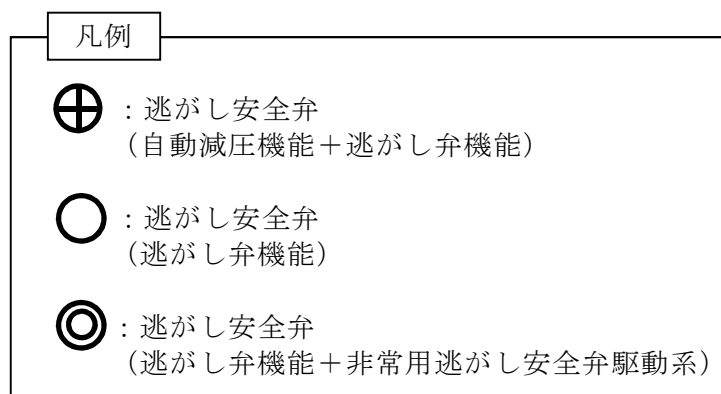 凡例
：逃がし安全弁
（自動減圧機能＋逃がし弁機能）
：逃がし安全弁
（逃がし弁機能）
：逃がし安全弁
（逃がし弁機能＋非常用逃がし安全弁駆動系）